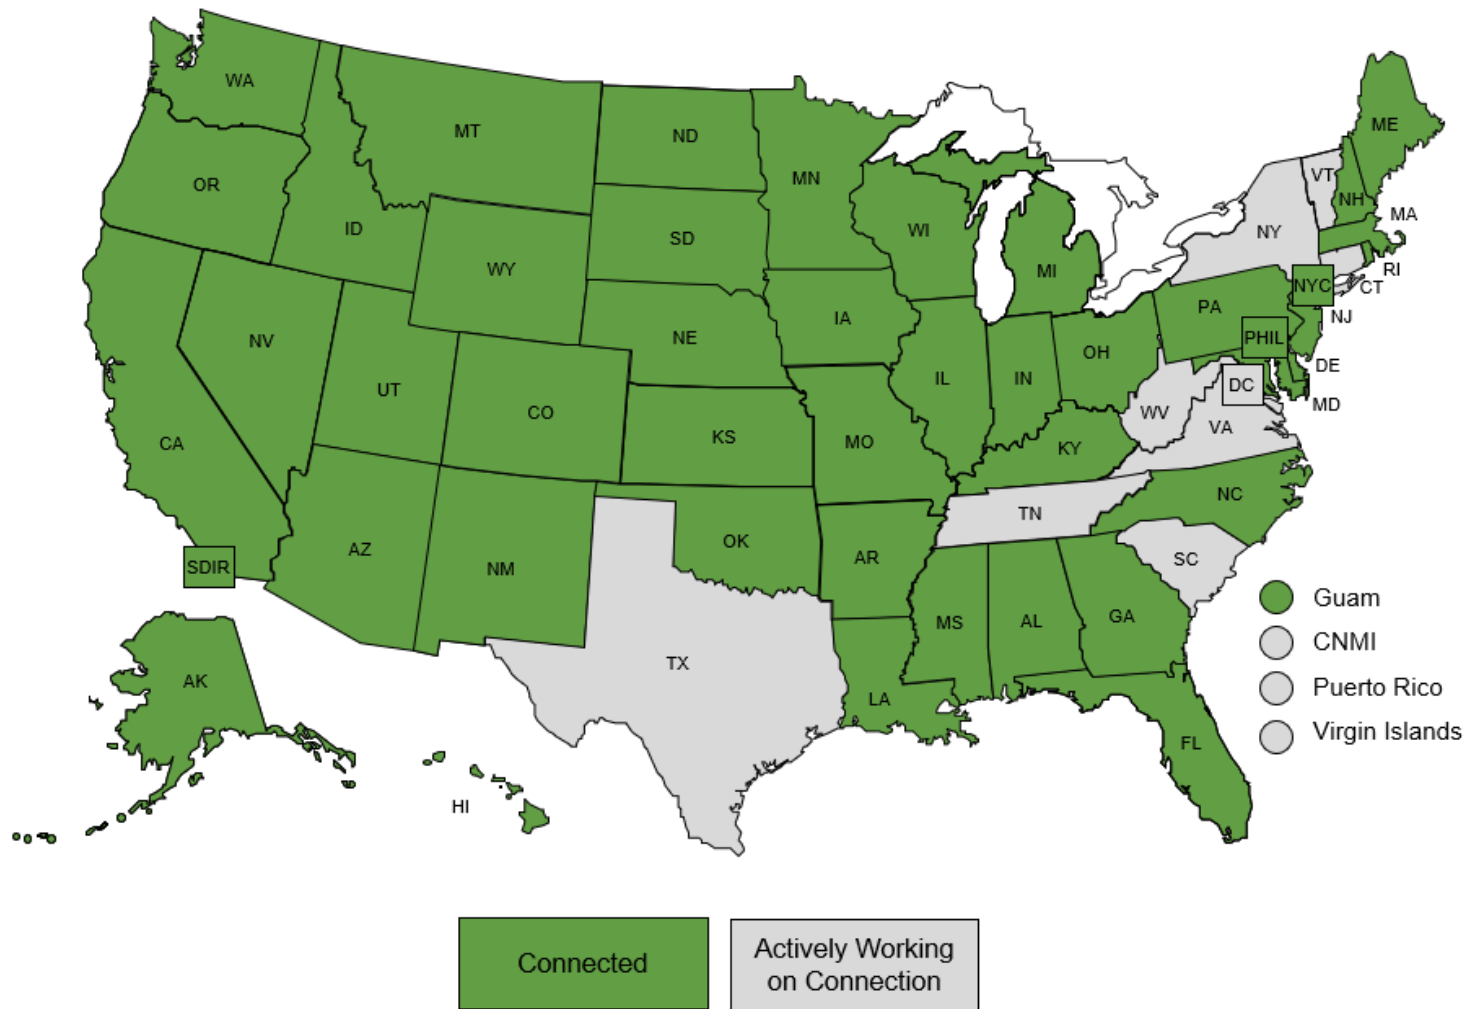 WA
MT
ND
MN
ME
OR
ID
SD
WI
VT
NH
MA
NY
WY
MI
RI
CT
NYC
NJ
IA
PA
NV
NE
PHIL
OH
DE
UT
IL
IN
DC
MD
CO
WV
VA
CA
KS
MO
KY
NC
TN
AZ
OK
AR
SC
SDIR
NM
MS
AL
GA
Guam
CNMI
TX
AK
LA
Puerto Rico
Virgin Islands
FL
HI
Connected
Actively Working
on Connection